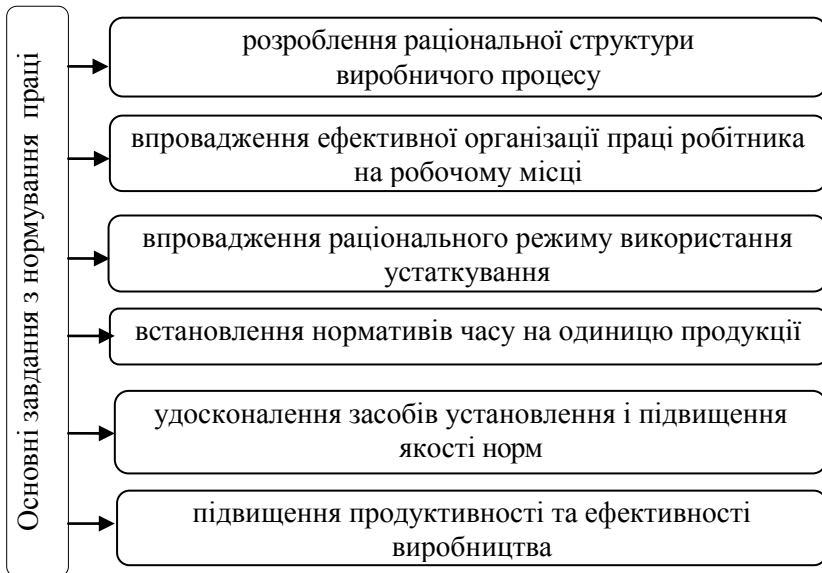 Основні завдання з нормування праці
розроблення раціональної структури
виробничого процесу
впровадження ефективної організації праці робітника
на робочому місці
впровадження раціонального режиму використання
устаткування
встановлення нормативів часу на одиницю продукції
удосконалення засобів установлення і підвищення
якості норм
підвищення продуктивності та ефективності
виробництва